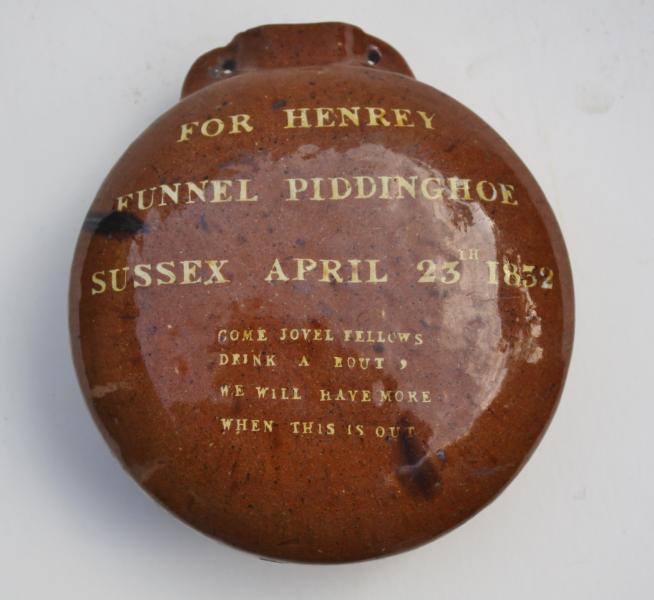 FOR HENREY
FUNNEL PIDDINGHOE
SUSSEX APRIL 23TH 1832
COME JOVEL FELLOWS
DRINK A BOUT ,
WE WILL HAVE MORE
WHEN THIS IS OUT